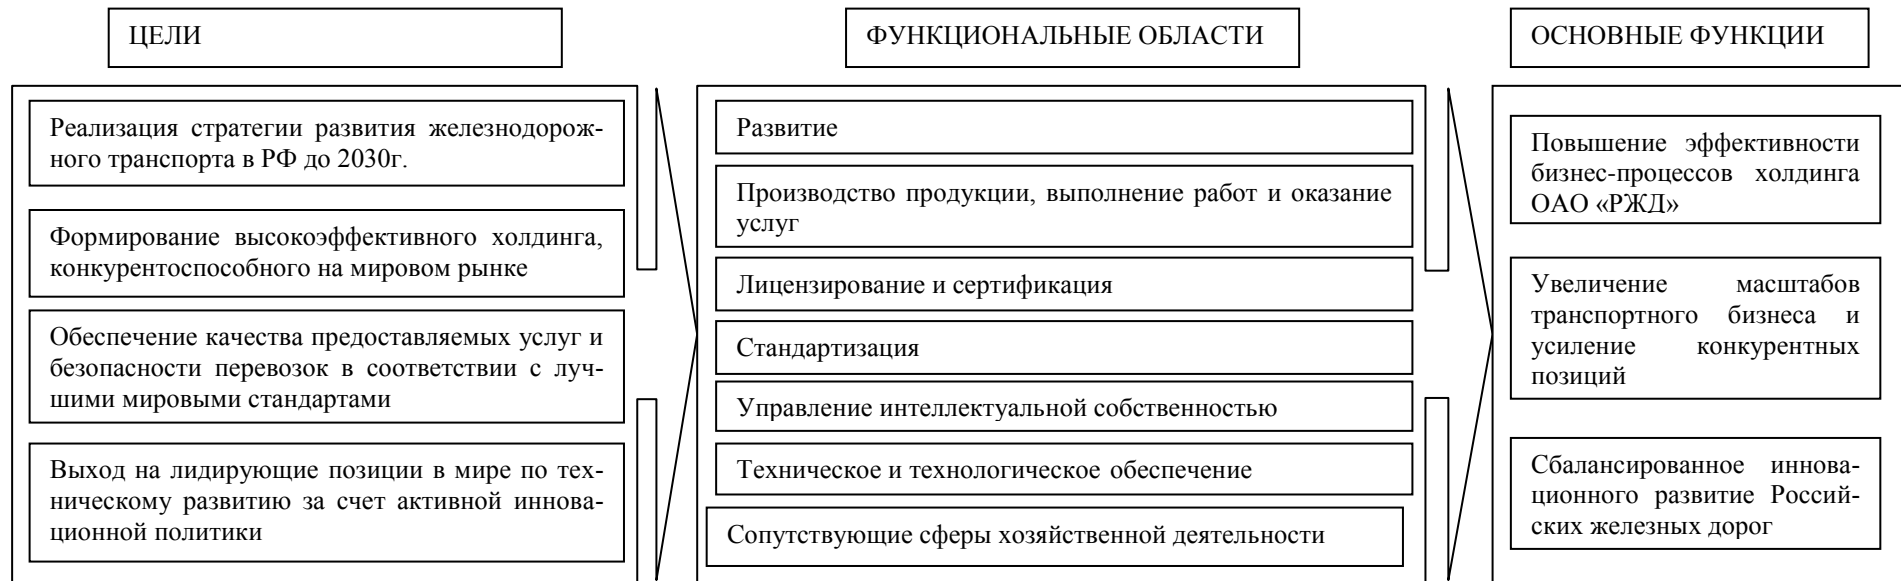 ЦЕЛИ
Реализация стратегии развития железнодорож-
ного транспорта в РФ до 2030г.
Формирование высокоэффективного холдинга,
конкурентоспособного на мировом рынке
Обеспечение качества предоставляемых услуг и
безопасности перевозок в соответствии с луч-
шими мировыми стандартами
Выход на лидирующие позиции в мире по тех-
ническому развитию за счет активной иннова-
ционной политики
ФУНКЦИОНАЛЬНЫЕ ОБЛАСТИ
Развитие
Производство продукции, выполнение работ и оказание
услуг
Лицензирование и сертификация
Стандартизация
Управление интеллектуальной собственностью
Техническое и технологическое обеспечение
Сопутствующие сферы хозяйственной деятельности
ОСНОВНЫЕ ФУНКЦИИ
Повышение эффективности
бизнес-процессов холдинга
ОАО «РЖД»
Увеличение масштабов
транспортного бизнеса и
усиление конкурентных
позиций
Сбалансированное иннова-
ционного развитие Россий-
ских железных дорог